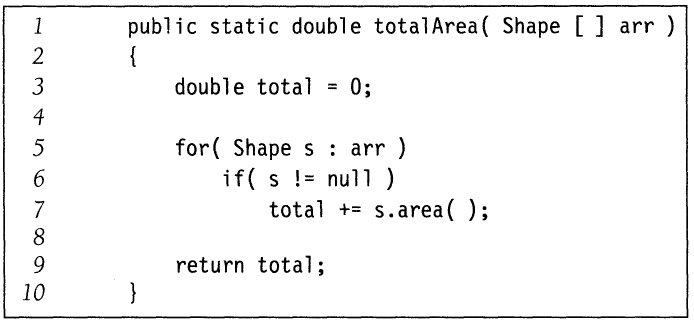 1 public static double totalArea( Shape [ ] arr )
2 {
3 double total = 0;
4
5 for( Shape s : arr )
6 if( s != null )
7 total += s.area( );
8
9 return total;
10 }